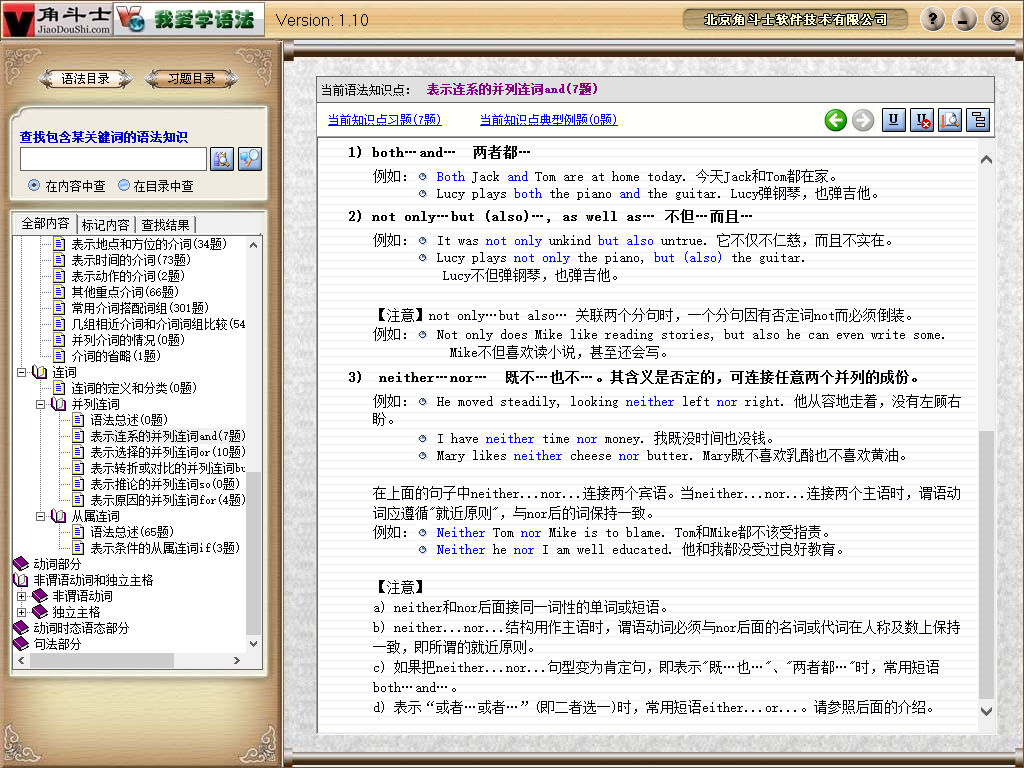 角斗士
JiaoDouShi.com
我爱学语法
Version: 1.10
北京角斗士软件技术有限公司
语法目录
习题目录
查找包含某关键词的语法知识
在内容中查
在目录中查
全部内容
标记内容
查找结果
表示地点和方位的介词(34题)
表示时间的介词(73题)
表示动作的介词(2题)
其他重点介词(66题)
常用介词搭配词组(301题)
几组相近介词和介词词组比较(54
并列介词的情况(0题)
介词的省略(1题)
连词
连词的定义和分类(0题)
并列连词
语法总述(0题)
表示连系的并列连词and(7题)
表示选择的并列连词or(10题)
表示转折或对比的并列连词bu
表示推论的并列连词so(0题)
表示原因的并列连词for(4题)
从属连词
语法总述(65题)
表示条件的从属连词if(3题)
动词部分
非谓语动词和独立主格
非谓语动词
独立主格
动词时态语态部分
句法部分
当前语法知识点: 表示连系的并列连词and(7题)
当前知识点习题(7题)
当前知识点典型例题(0题)
1) both…and… 两者都…
例如: Both Jack and Tom are at home today. 今天Jack和Tom都在家。
Lucy plays both the piano and the guitar. Lucy弹钢琴，也弹吉他。
2) not only…but (also)…, as well as… 不但…而且…
例如: It was not only unkind but also untrue. 它不仅不仁慈，而且不实在。
Lucy plays not only the piano, but (also) the guitar.
Lucy不但弹钢琴，也弹吉他。
【注意】not only…but also… 关联两个分句时，一个分句因有否定词not而必须倒装。
例如: Not only does Mike like reading stories, but also he can even write some.
Mike不但喜欢读小说，甚至还会写。
3) neither…nor… 既不…也不…。其含义是否定的，可连接任意两个并列的成份。
例如: He moved steadily, looking neither left nor right. 他从容地走着，没有左顾右
盼。
I have neither time nor money. 我既没时间也没钱。
Mary likes neither cheese nor butter. Mary既不喜欢乳酪也不喜欢黄油。
在上面的句子中neither...nor...连接两个宾语。当neither...nor...连接两个主语时，谓语动
词应遵循"就近原则"，与nor后的词保持一致。
例如: Neither Tom nor Mike is to blame. Tom和Mike都不该受指责。
Neither he nor I am well educated. 他和我都没受过良好教育。
【注意】
a) neither和nor后面接同一词性的单词或短语。
b) neither...nor...结构用作主语时，谓语动词必须与nor后面的名词或代词在人称及数上保持
一致，即所谓的就近原则。
c) 如果把neither...nor...句型变为肯定句，即表示"既…也…"、"两者都…"时，常用短语
both…and…。
d) 表示“或者…或者…”(即二者选一)时，常用短语either...or...。请参照后面的介绍。